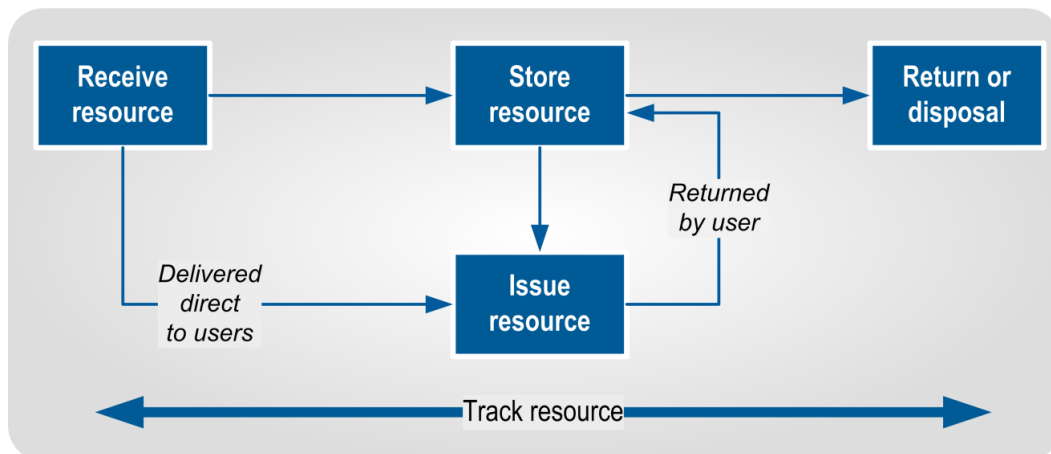 Receive
resource
Store
resource
Return or
disposal
Returned
by user
Delivered
direct
to users
Issue
resource
Track resource